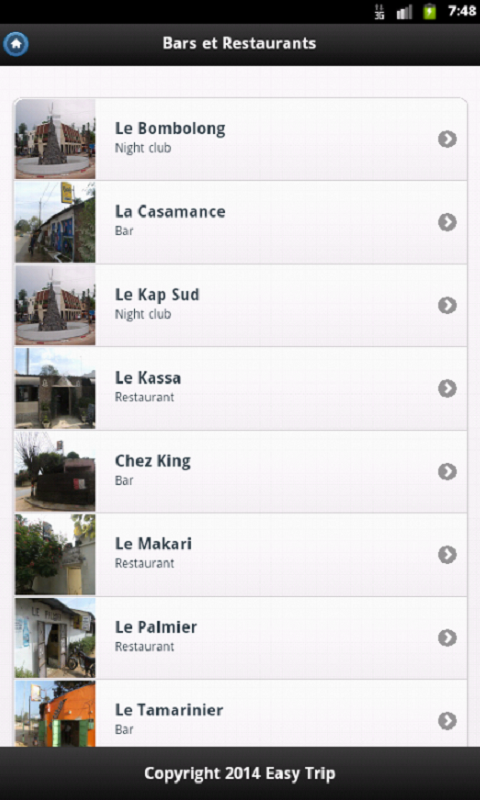 3G 7:48
Bars et Restaurants
Le Bombolong
Night club
La Casamance
Bar
Le Kap Sud
Night club
Le Kassa
Restaurant
Chez King
Bar
Le Makari
Restaurant
Le Palmier
Restaurant
Le Tamarinier
Bar
Copyright 2014 Easy Trip